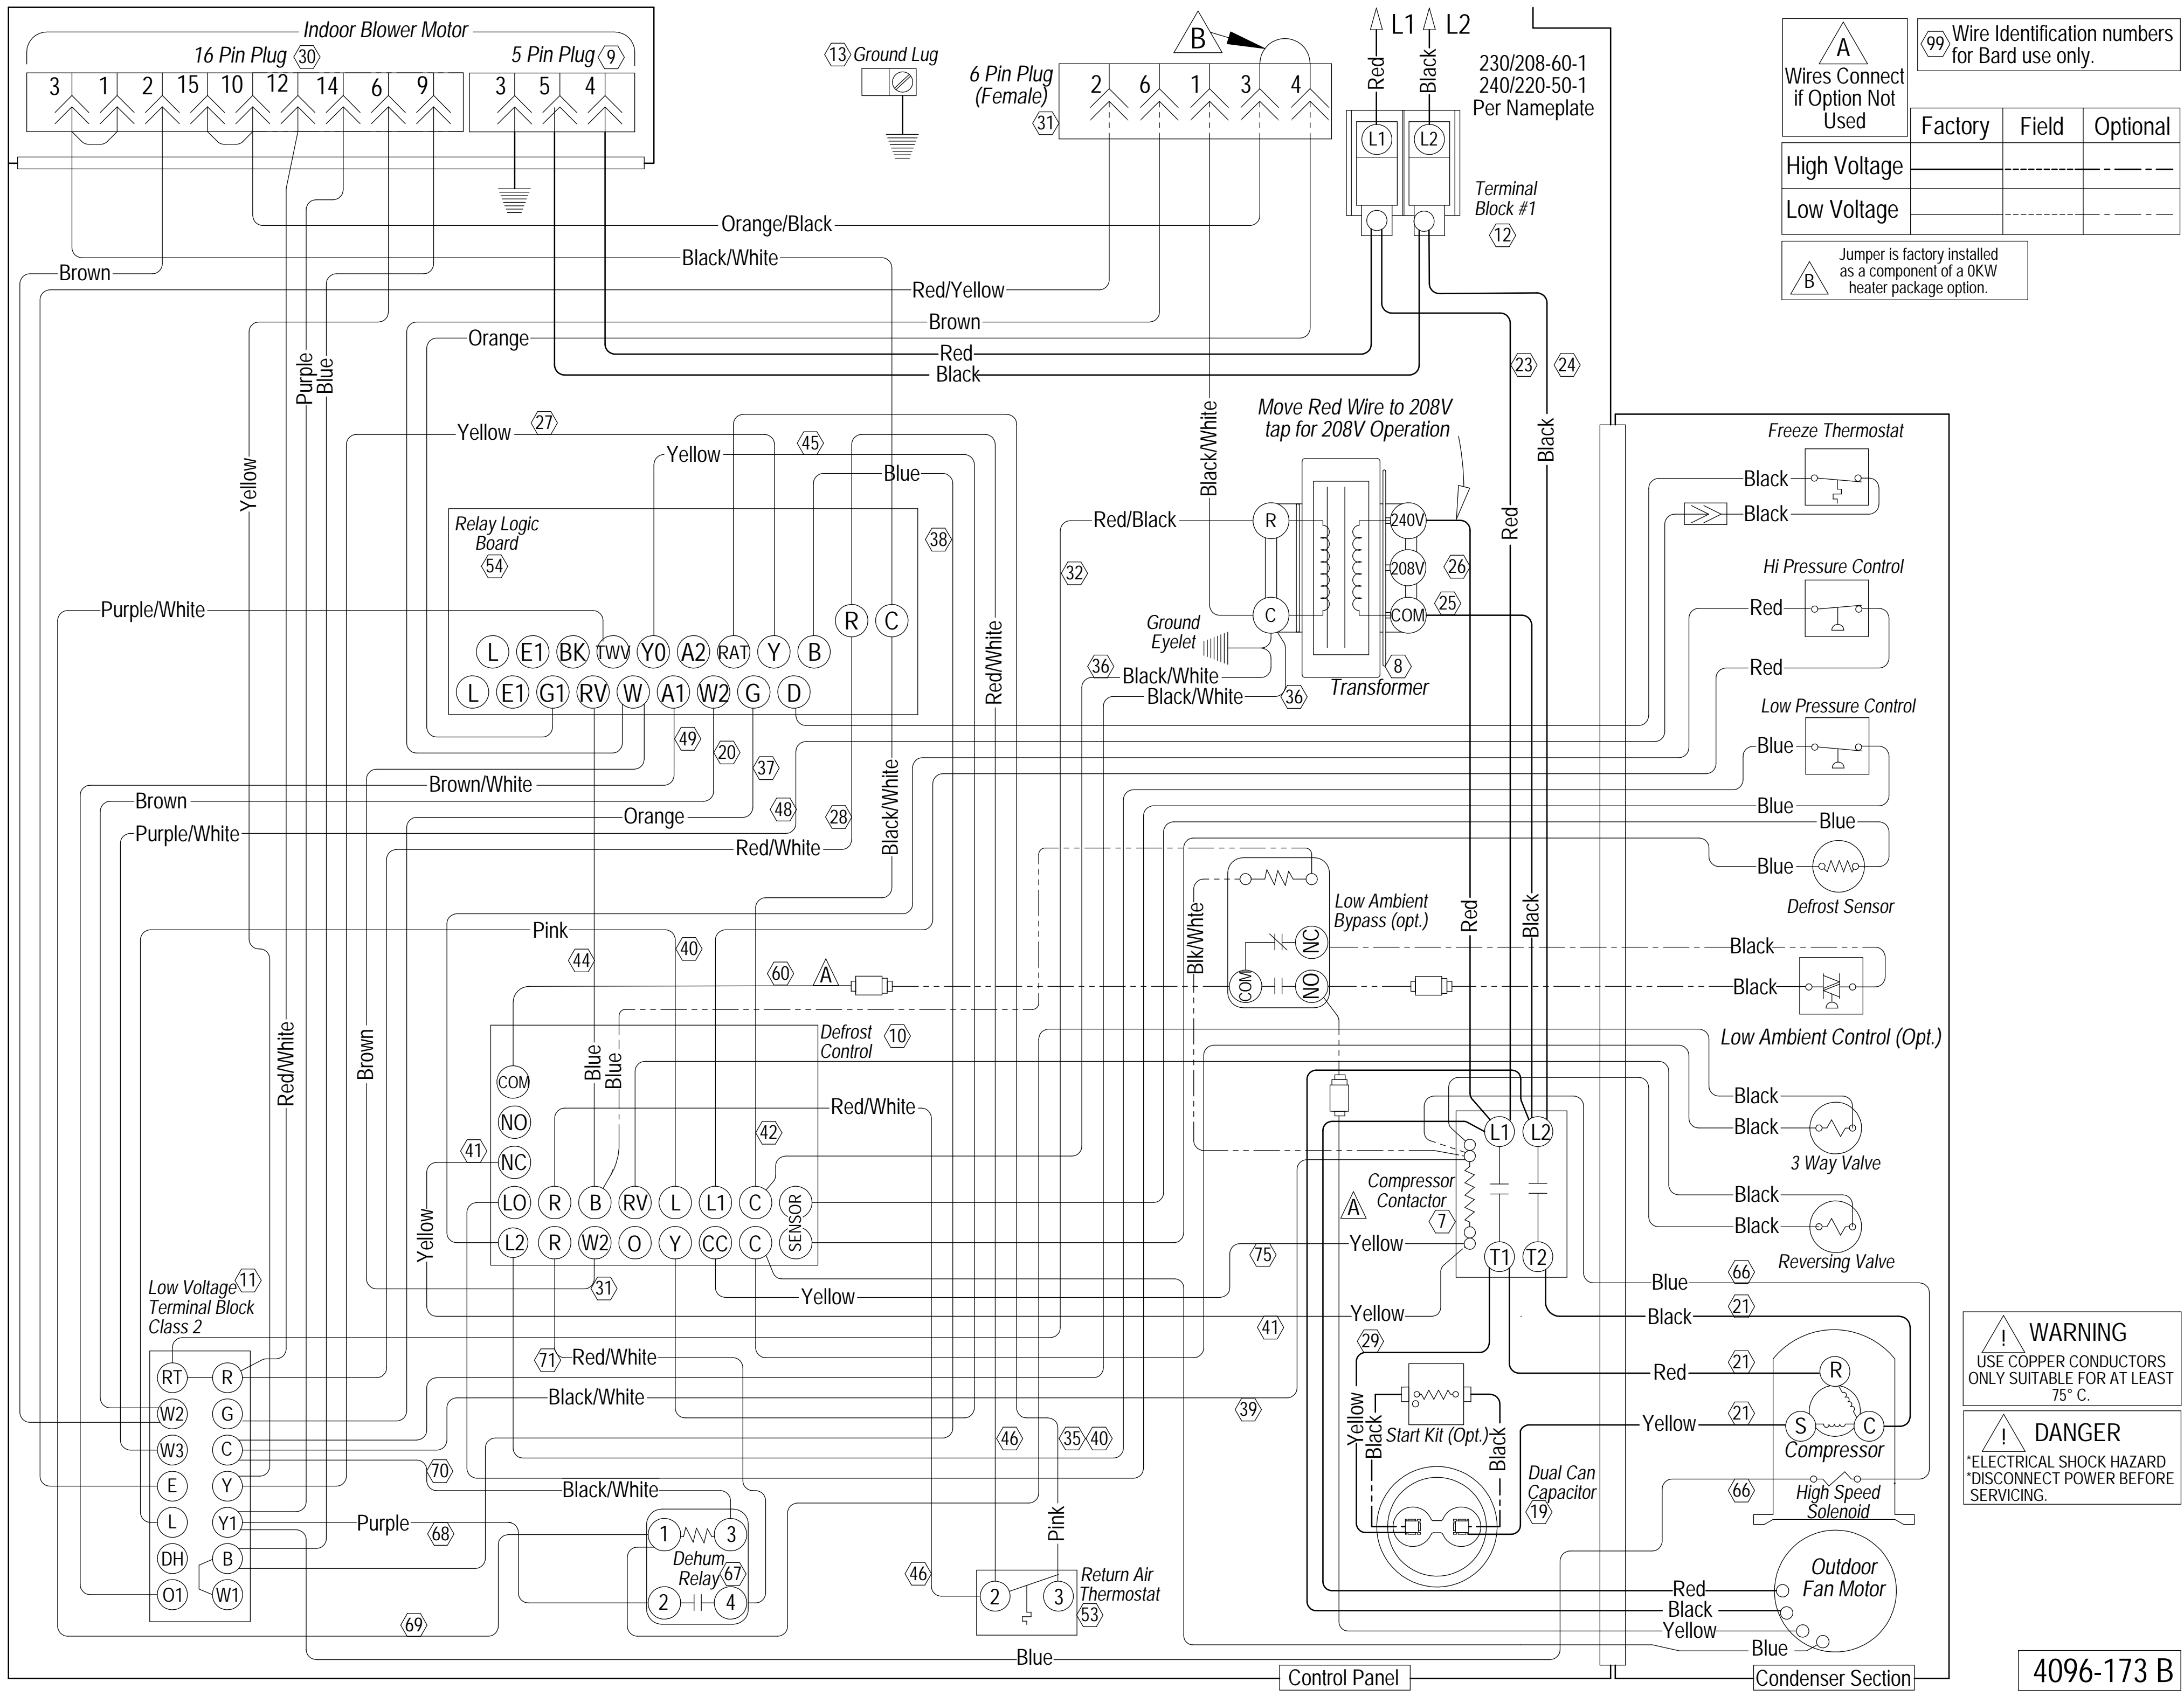 Indoor Blower Motor
16 Pin Plug 30
5 Pin Plug 9
3 1 2 15 10 12 14 6 9
3 5 4
13 Ground Lug
6 Pin Plug
(Female)
31
2 6 1 3 4
B
L1 L2
Red
Black
230/208-60-1
240/220-50-1
Per Nameplate
L1 L2
Terminal
Block #1
12
A
Wires Connect
if Option Not
Used
99 Wire Identification numbers
for Bard use only.
Factory Field Optional
High Voltage
Low Voltage
B
Jumper is factory installed
as a component of a 0KW
heater package option.
Orange/Black
Black/White
Brown
Red/Yellow
Brown
Orange
Red
Black
Purple
Blue
Yellow
Yellow 27
Yellow 45
Blue
38
23 24
Black
Red
Move Red Wire to 208V
tap for 208V Operation
Black/White
Red/Black
32
R
C
240V
208V
COM
26
25
8
Transformer
Ground
Eyelet
36 Black/White
Black/White 36
Red/White
Relay Logic
Board
54
R C
L E1 BK TWV Y0 A2 RAT Y B
L E1 G1 RV W A1 W2 G D
Purple/White
49
20
37
48
28
Brown/White
Brown
Orange
Purple/White
Red/White
Black/White
Freeze Thermostat
Black
Black
Hi Pressure Control
Red
Red
Low Pressure Control
Blue
Blue
Blue
Blue
Defrost Sensor
Red
Black
Low Ambient
Bypass (opt.)
NC
COM
NO
Blk/Whte
Black
Black
Low Ambient Control (Opt.)
Pink
44
40
60 A
Defrost
Control
10
Blue
Blue
COM
NO
NC
41
Red/White
42
LO R B RV L L1 C SENSOR
L2 R W2 O Y CC C
Brown
Red/White
Yellow
31
Yellow
Black
Black
3 Way Valve
Black
Black
Reversing Valve
L1 L2
Compressor
Contactor
A
7
T1 T2
Yellow
75
Yellow
41
29
Blue 66
Black 21
Red 21
Yellow 21
R
S C
Compressor
66
High Speed
Solenoid
Start Kit (Opt.)
Yellow
Black
Black
Dual Can
Capacitor
19
Outdoor
Fan Motor
Red
Black
Yellow
Blue
Low Voltage 11
Terminal Block
Class 2
RT R
W2 G
W3 C
E Y
L Y1
DH B
O1 W1
71 Red/White
Black/White
39
70
Black/White
Purple
68
69
1 3
Dehum
Relay 67
2 4
46
46
35 40
Pink
2 3
Return Air
Thermostat
53
Blue
Control Panel
Condenser Section
! WARNING
USE COPPER CONDUCTORS
ONLY SUITABLE FOR AT LEAST
75° C.
! DANGER
*ELECTRICAL SHOCK HAZARD
*DISCONNECT POWER BEFORE
SERVICING.
4096-173 B